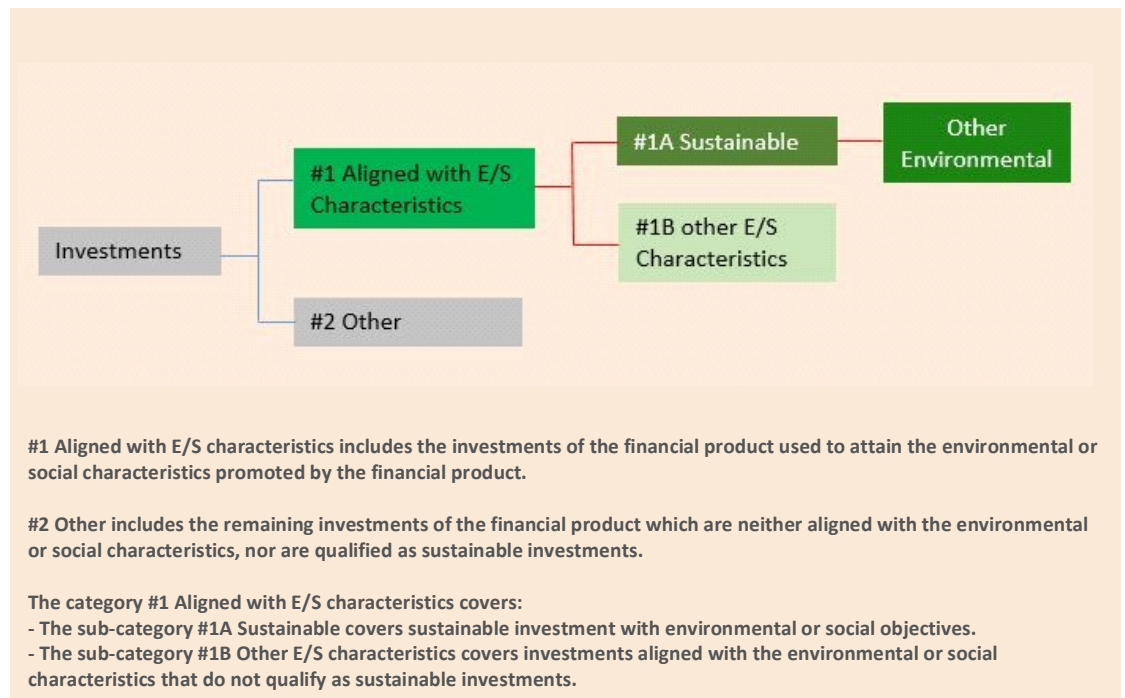 Investments
#1 Aligned with E/S
Characteristics
#2 Other
#1A Sustainable
#1B other E/S
Characteristics
Other
Environmental
#1 Aligned with E/S characteristics includes the investments of the financial product used to attain the environmental or
social characteristics promoted by the financial product.
#2 Other includes the remaining investments of the financial product which are neither aligned with the environmental
or social characteristics, nor are qualified as sustainable investments.
The category #1 Aligned with E/S characteristics covers:
- The sub-category #1A Sustainable covers sustainable investment with environmental or social objectives.
- The sub-category #1B Other E/S characteristics covers investments aligned with the environmental or social
characteristics that do not qualify as sustainable investments.